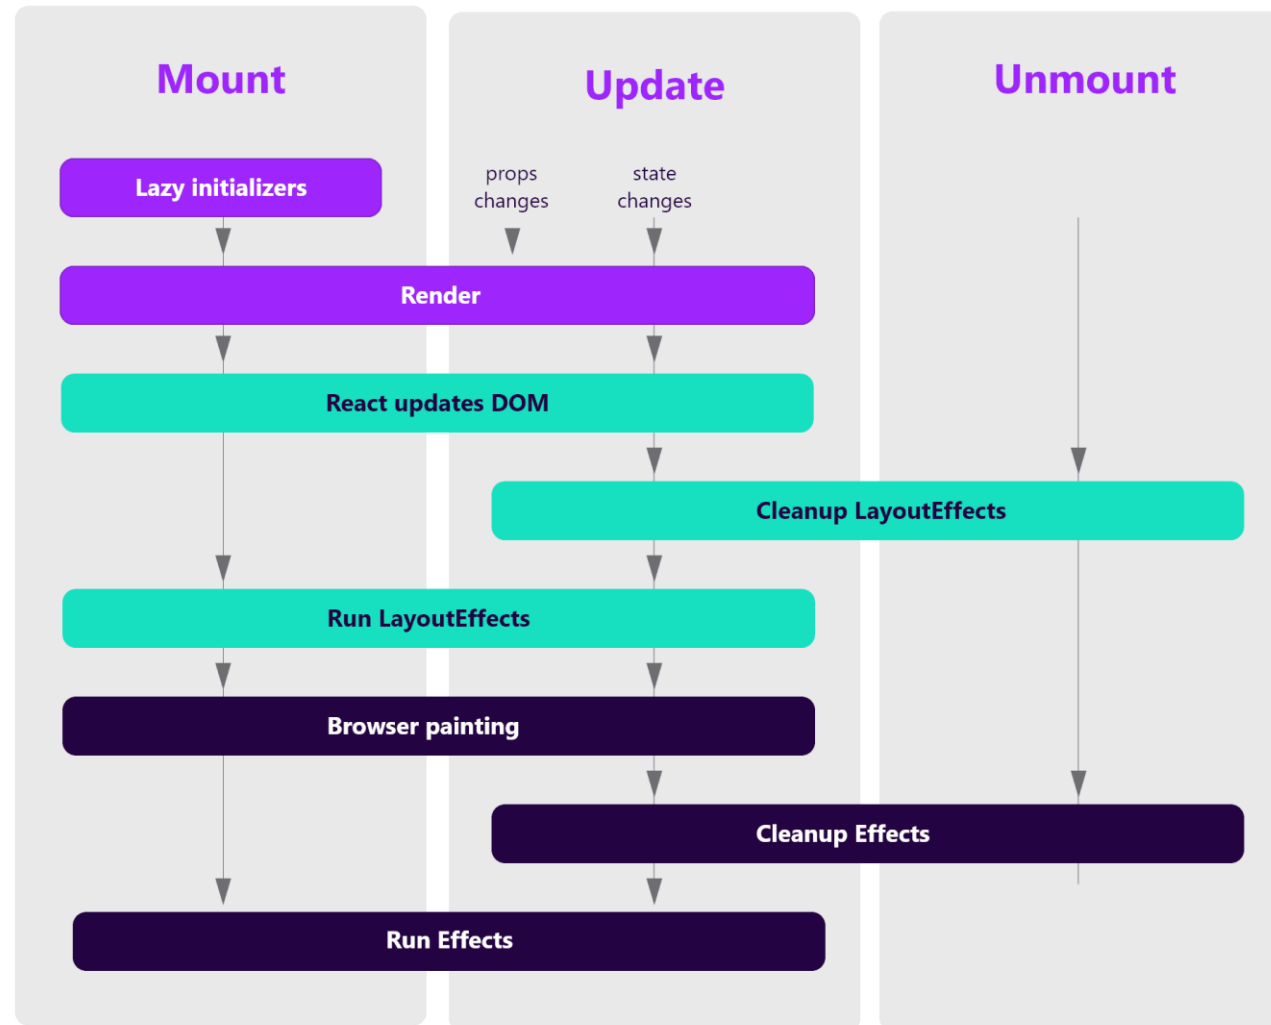 Mount
Update
Unmount
Lazy initializers
props
changes
state
changes
Render
React updates DOM
Cleanup LayoutEffects
Run LayoutEffects
Browser painting
Cleanup Effects
Run Effects